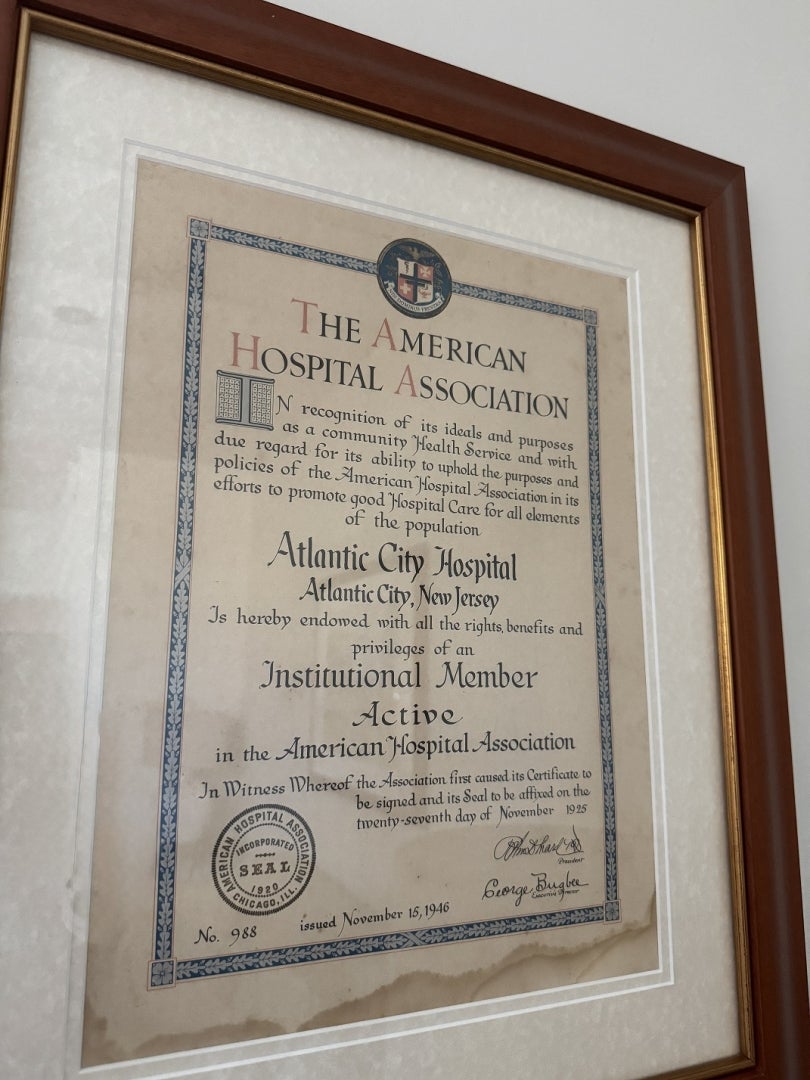 THE AMERICAN
HOSPITAL ASSOCIATION
IN recognition of its ideals and purposes
as a community Health Service and with
due regard for its ability to uphold the purposes and
policies of the American Hospital Association in its
efforts to promote good Hospital Care for all elements
of the population
Atlantic City Hospital
Atlantic City, New Jersey
Is hereby endowed with all the rights, benefits and
privileges of an
Institutional Member
Active
in the American Hospital Association
In Witness Whereof the Association first caused its Certificate to
be signed and its Seal to be affixed on the
twenty-seventh day of November 1925
AMERICAN HOSPITAL ASSOCIATION
INCORPORATED
SEAL
1920
CHICAGO, ILL.
President
George Bugbee
Executive
No. 988 issued November 15, 1946